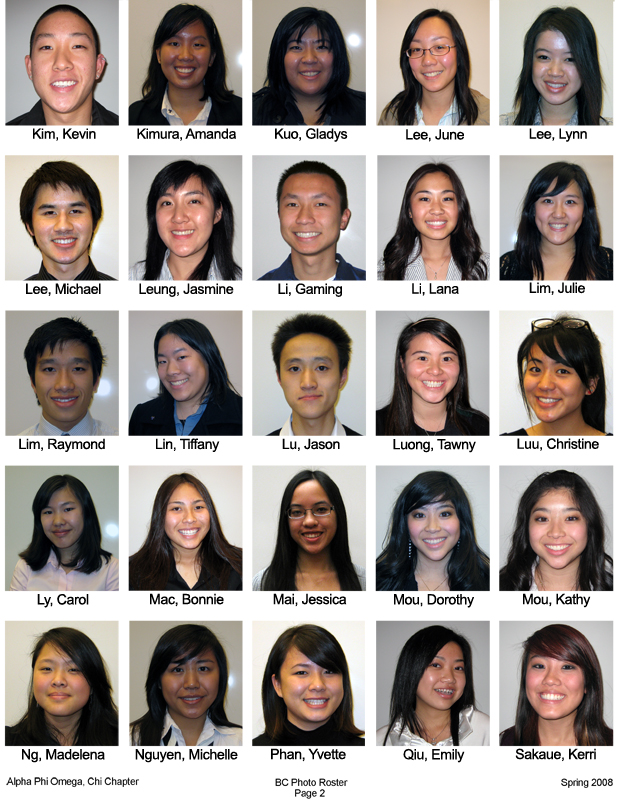 Kim, Kevin
Kimura, Amanda
Kuo, Gladys
Lee, June
Lee, Lynn
Lee, Michael
Leung, Jasmine
Li, Gaming
Li, Lana
Lim, Julie
Lim, Raymond
Lin, Tiffany
Lu, Jason
Luong, Tawny
Luu, Christine
Ly, Carol
Mac, Bonnie
Mai, Jessica
Mou, Dorothy
Mou, Kathy
Ng, Madelena
Nguyen, Michelle
Phan, Yvette
Qiu, Emily
Sakaue, Kerri
Alpha Phi Omega, Chi Chapter
BC Photo Roster
Page 2
Spring 2008